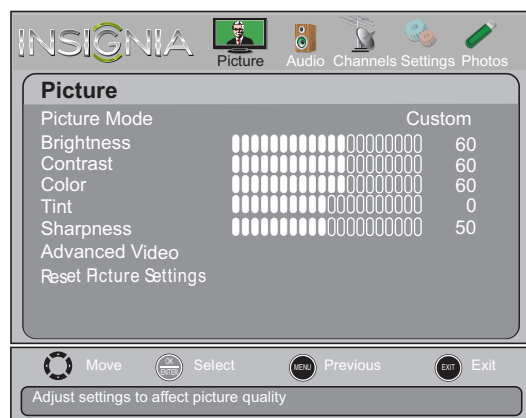 INSIGNIA
Picture Audio Channels Settings Photos
Picture
Picture Mode Custom
Brightness 60
Contrast 60
Color 60
Tint 0
Sharpness 50
Advanced Video
Reset Picture Settings
Move OK ENTER Select MENU Previous EXIT Exit
Adjust settings to affect picture quality